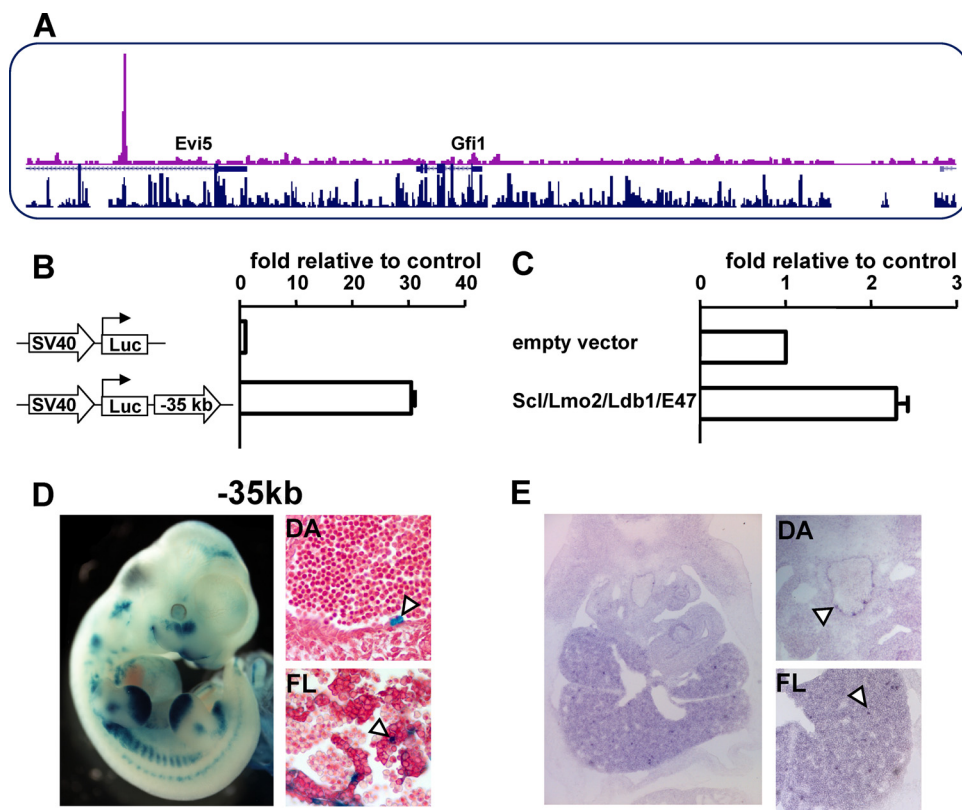 A
Evi5
Gfi1
B
fold relative to control
0 10 20 30 40
SV40 Luc
SV40 Luc -35 kb
C
fold relative to control
0 1 2 3
empty vector
Scl/Lmo2/Ldb1/E47
D
-35kb
DA
FL
E
DA
FL